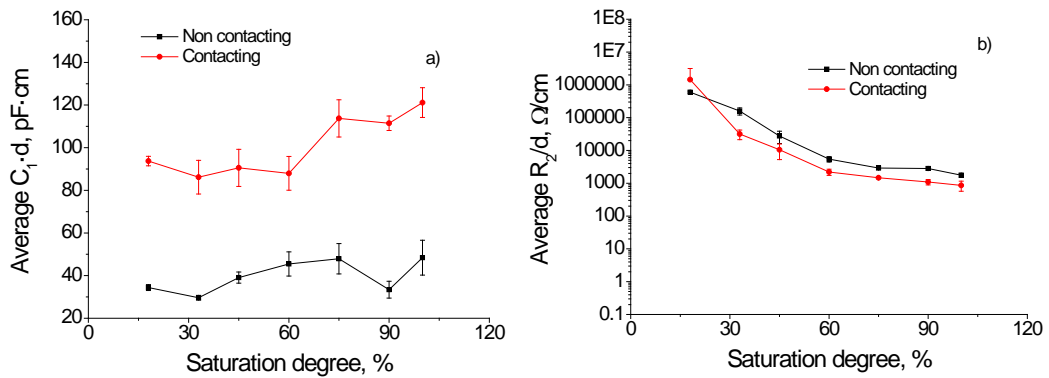 160
140
120
100
80
60
40
20
0
30
60
90
120
Average C1·d, pF·cm
Saturation degree, %
Non contacting
Contacting
a)
1E8
1E7
1000000
100000
10000
1000
100
10
1
0.1
0
30
60
90
120
Average R2/d, Ω/cm
Saturation degree, %
Non contacting
Contacting
b)